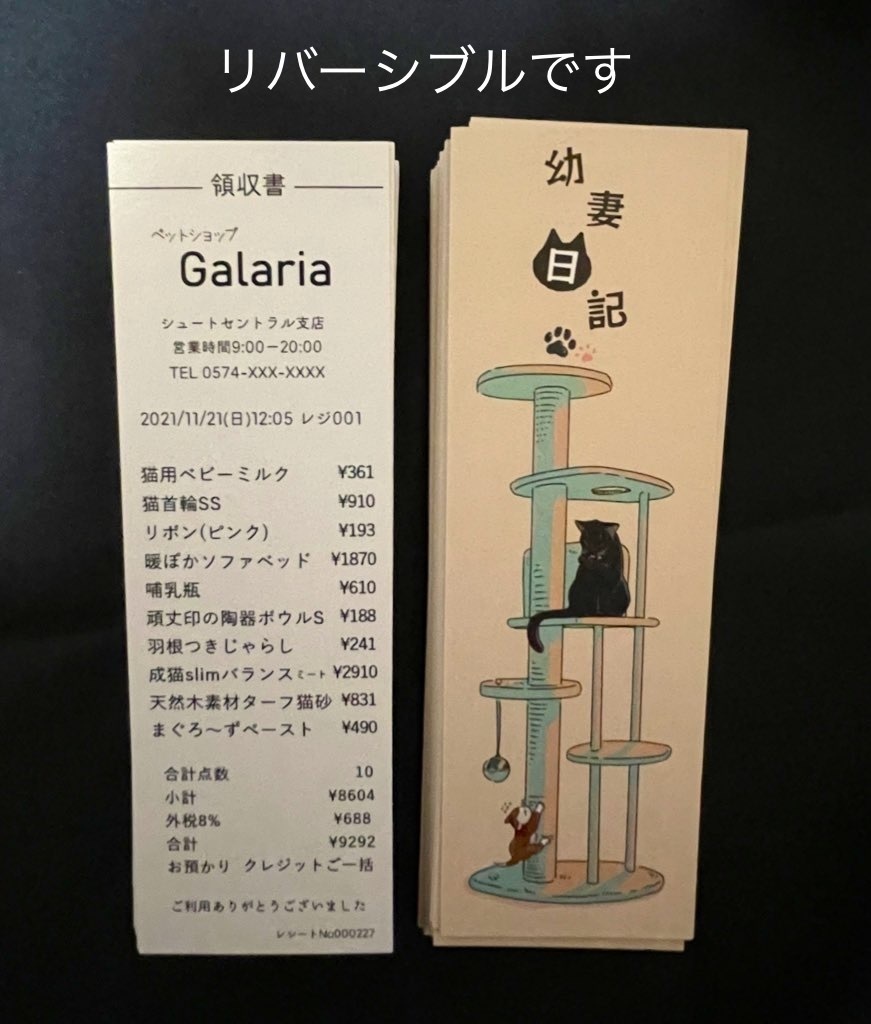 リバーシブルです
領収書
ペットショップ
Galaria
シュートセントラル支店
営業時間9:00ー20:00
TEL 0574-XXX-XXXX
2021/11/21(日)12:05 レジ001
猫用ベビーミルク ¥361
猫首輪SS ¥910
リボン(ピンク) ¥193
暖ぽかソファベッド ¥1870
哺乳瓶 ¥610
頑丈印の陶器ボウルS ¥188
羽根つきじゃらし ¥241
成猫slimバランスミート ¥2910
天然木素材ターフ猫砂 ¥831
まぐろ〜ずペースト ¥490
合計点数 10
小計 ¥8604
外税8% ¥688
合計 ¥9292
お預かり クレジットご一括
ご利用ありがとうございました
レシートNo000227
幼妻日記